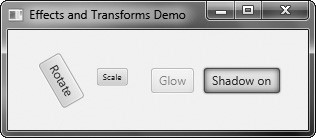 Effects and Transforms Demo
Rotate
Scale
Glow
Shadow on